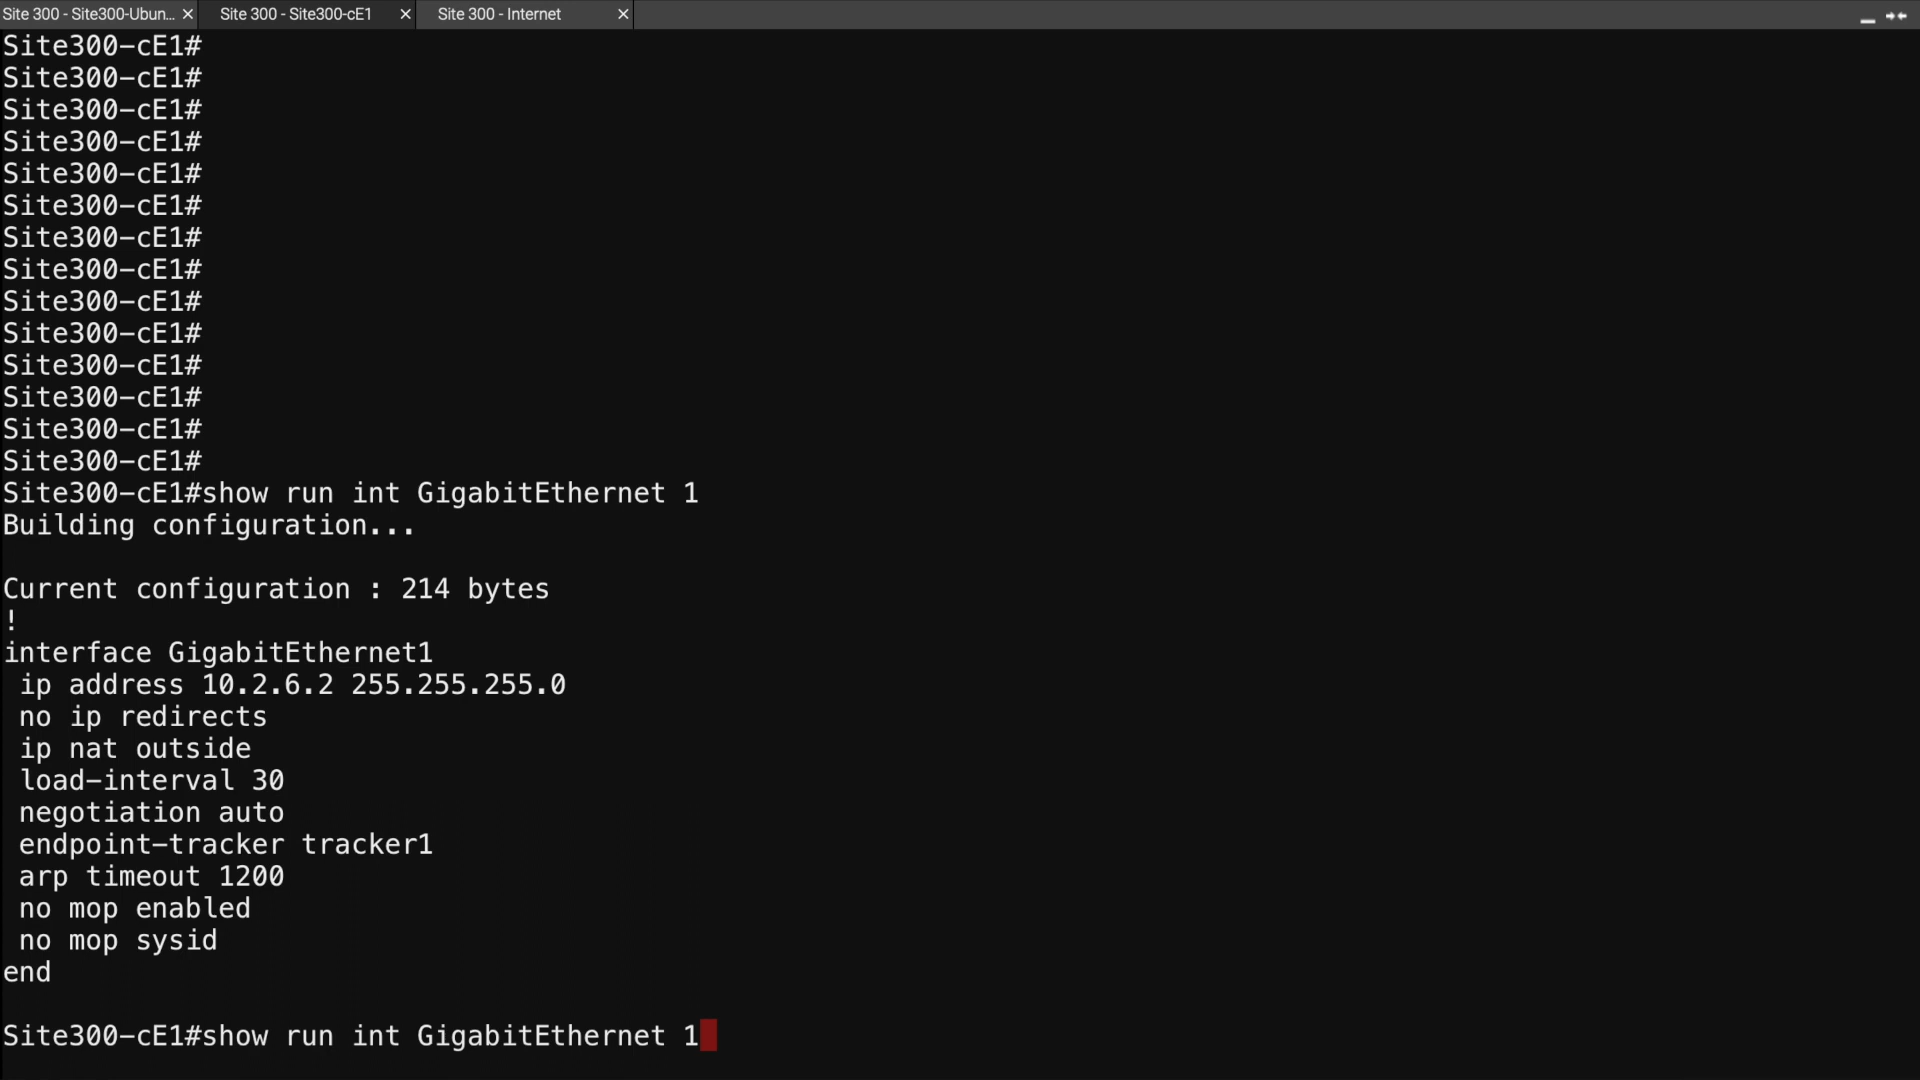 Site 300 - Site300-Ubun... × Site 300 - Site300-cE1 × Site 300 - Internet ×
Site300-cE1#
Site300-cE1#
Site300-cE1#
Site300-cE1#
Site300-cE1#
Site300-cE1#
Site300-cE1#
Site300-cE1#
Site300-cE1#
Site300-cE1#
Site300-cE1#
Site300-cE1#
Site300-cE1#
Site300-cE1#
Site300-cE1#show run int GigabitEthernet 1
Building configuration...
Current configuration : 214 bytes
!
interface GigabitEthernet1
ip address 10.2.6.2 255.255.255.0
no ip redirects
ip nat outside
load-interval 30
negotiation auto
endpoint-tracker tracker1
arp timeout 1200
no mop enabled
no mop sysid
end
Site300-cE1#show run int GigabitEthernet 1